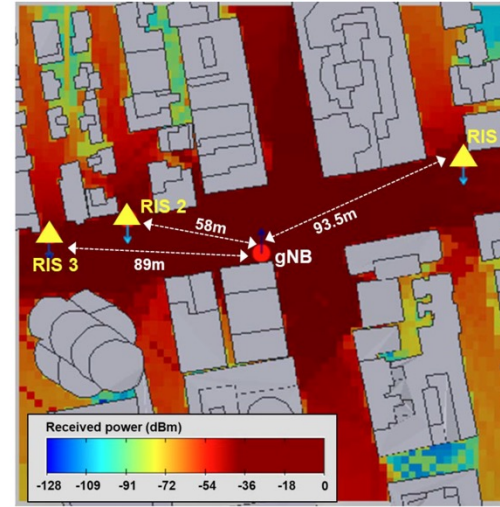 RIS
RIS 2
93.5m
58m
gNB
RIS 3
89m
Received power (dBm)
-128 -109 -91 -72 -54 -36 -18 0